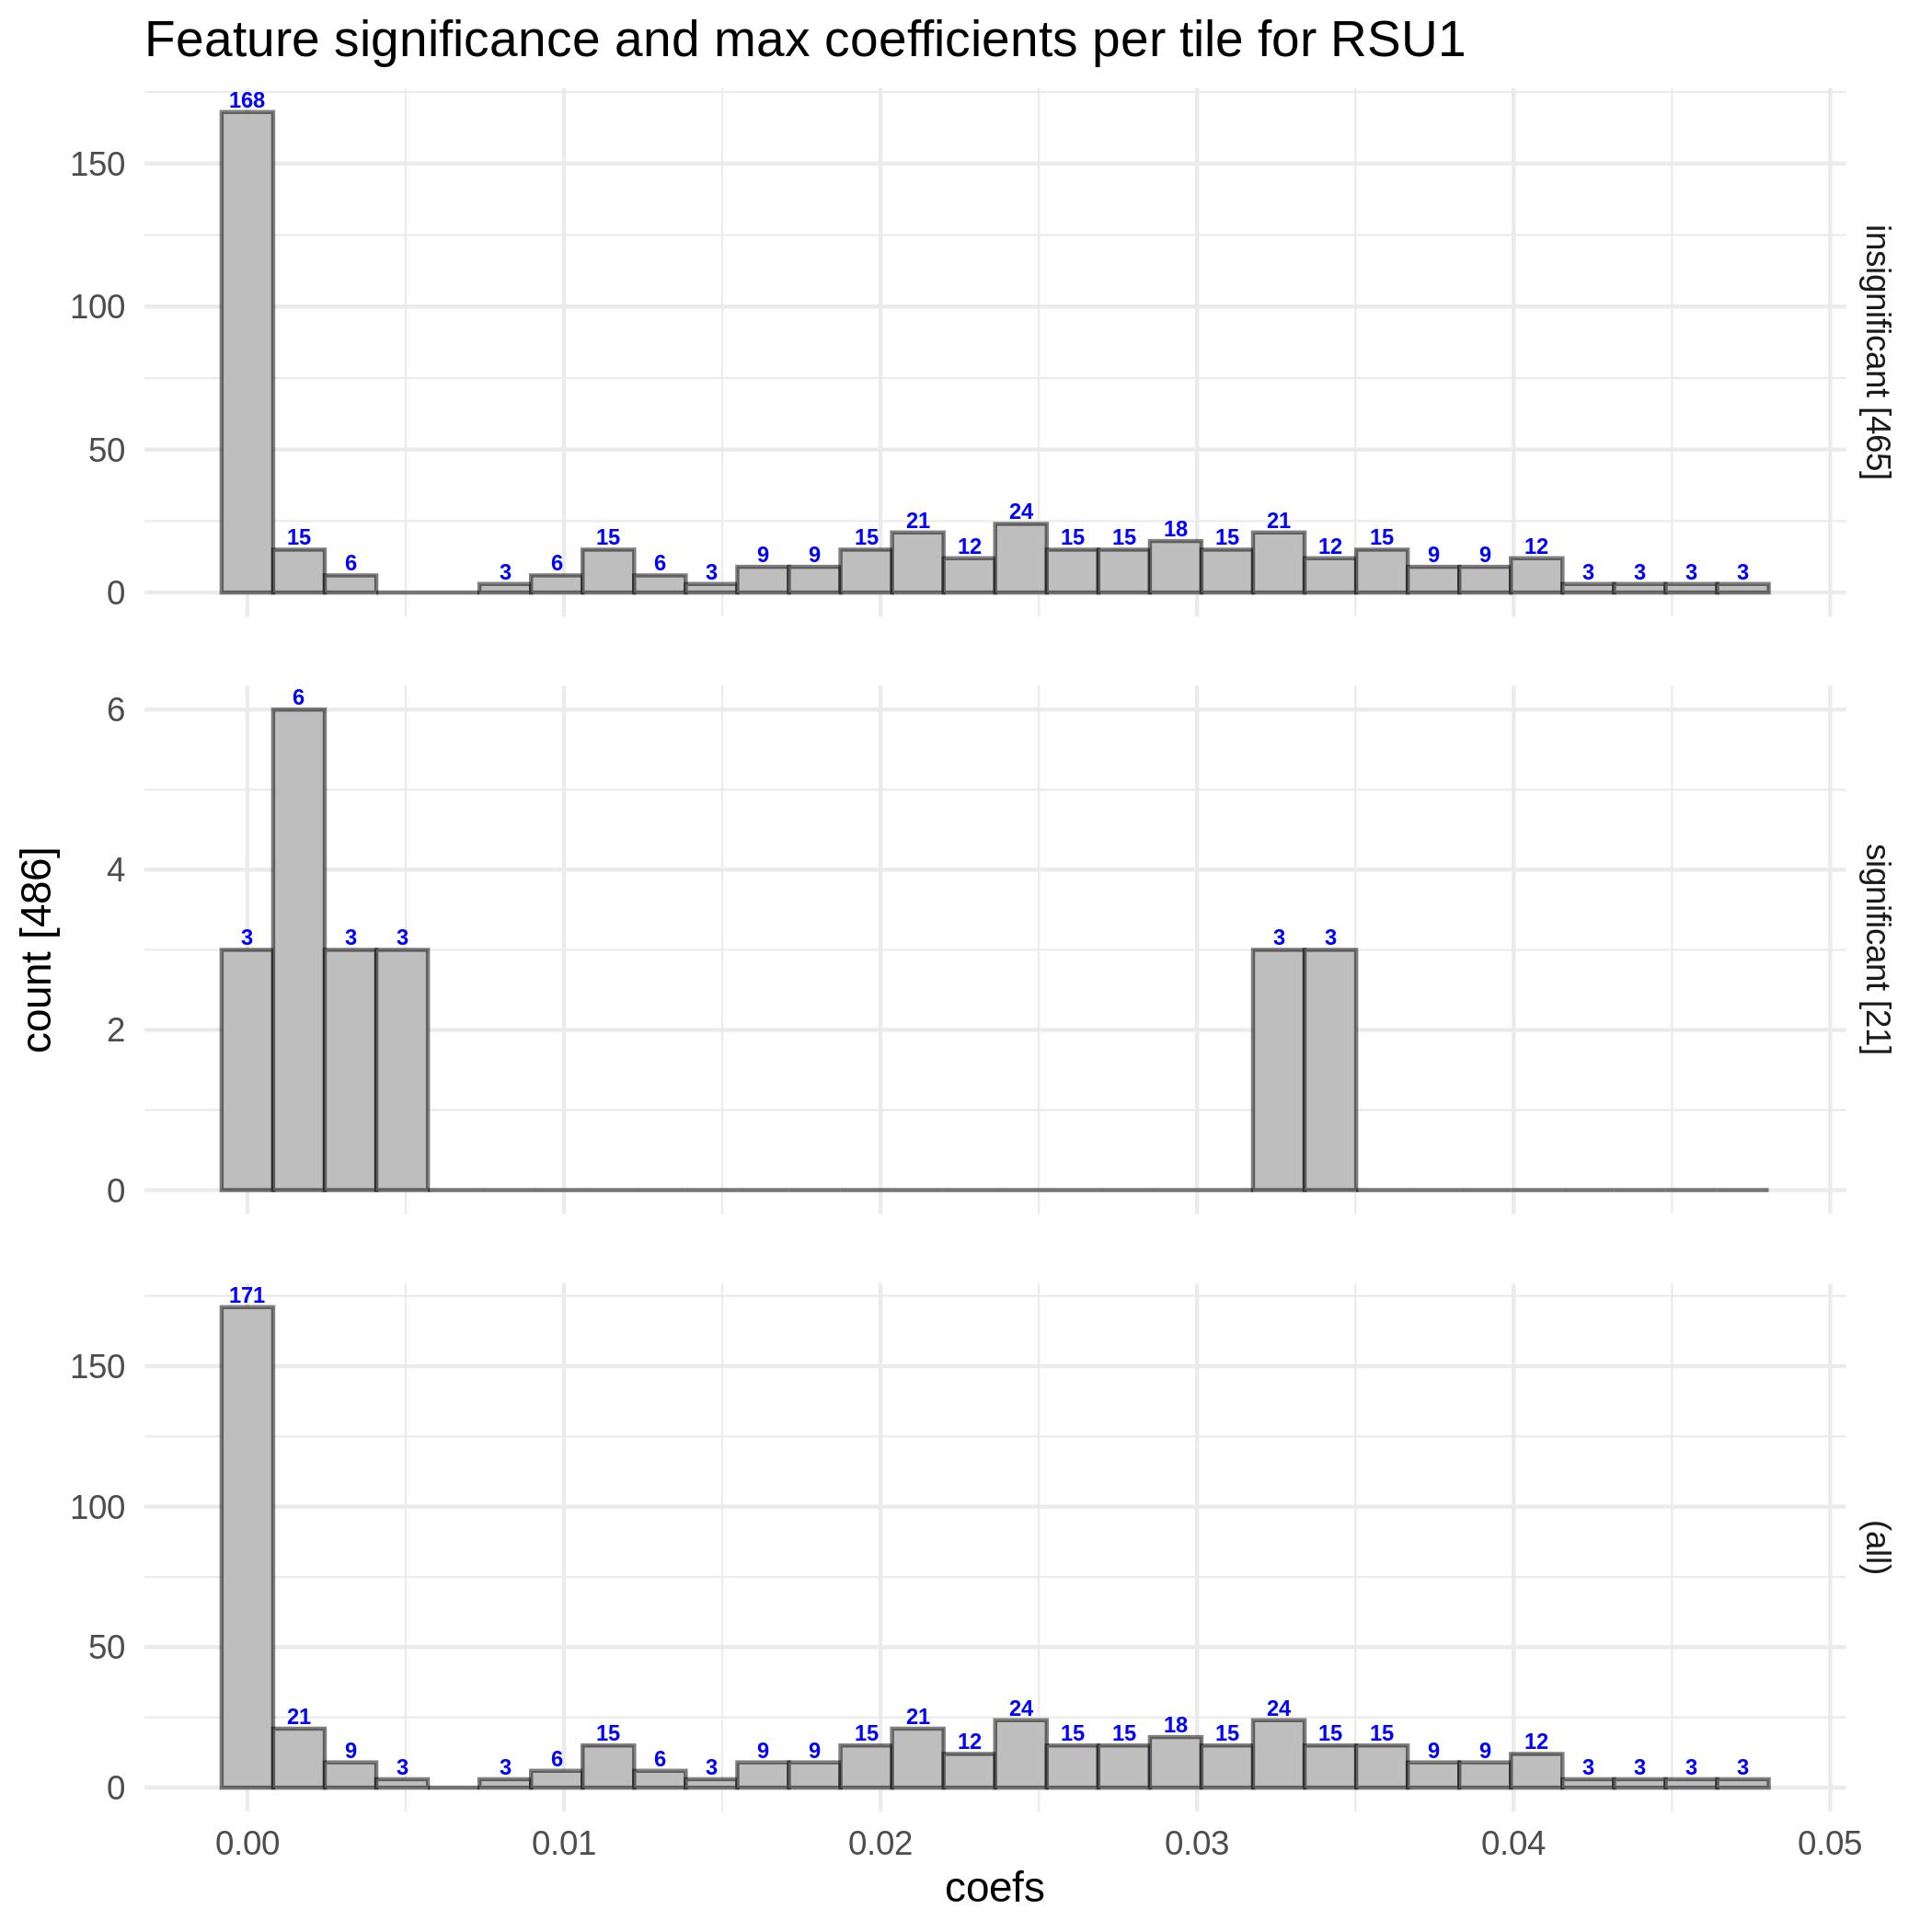 Feature significance and max coefficients per tile for RSU1
168
150
100
50
0
15 6 3 6 15 6 3 9 9 15 21 12 24 15 15 18 15 21 12 15 9 9 12 3 3 3 3
insignificant [465]
count [486]
6
4
2
0
3 6 3 3 3 3
significant [21]
171
150
100
50
0
21 9 3 3 6 15 6 3 9 9 15 21 12 24 15 15 18 15 24 15 15 9 9 12 3 3 3 3
(all)
0.00 0.01 0.02 0.03 0.04 0.05
coefs